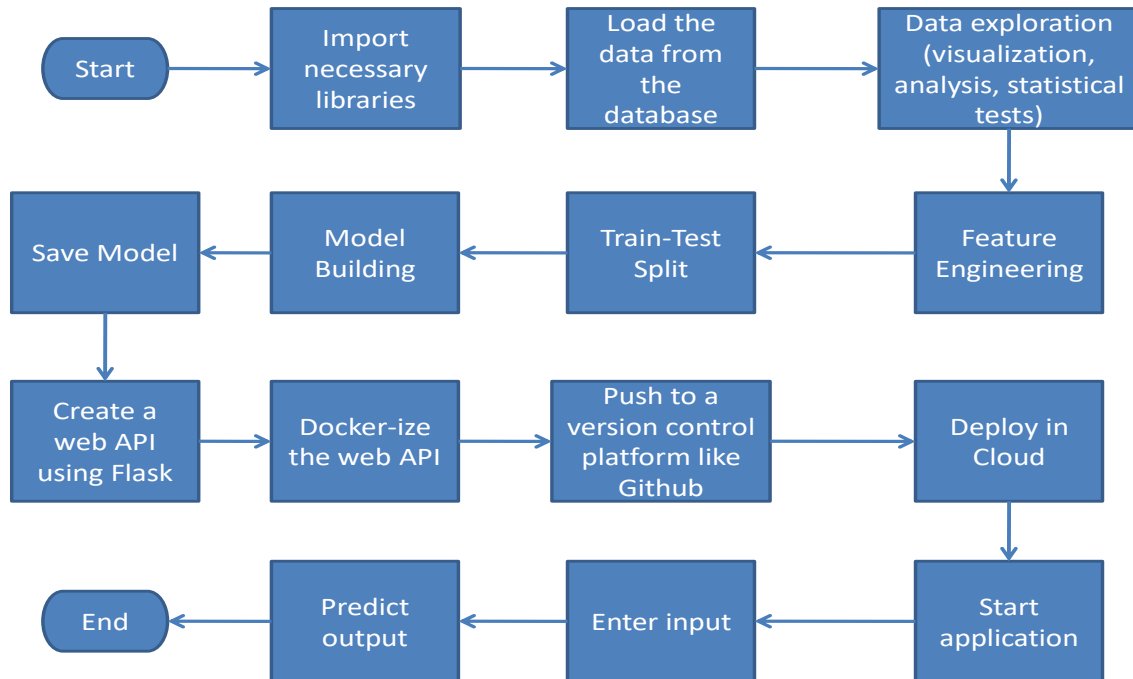 Start
Import
necessary
libraries
Load the
data from
the
database
Data exploration
(visualization,
analysis, statistical
tests)
Feature
Engineering
Train-Test
Split
Model
Building
Save Model
Create a
web API
using Flask
Docker-ize
the web API
Push to a
version control
platform like
Github
Deploy in
Cloud
Start
application
Enter input
Predict
output
End